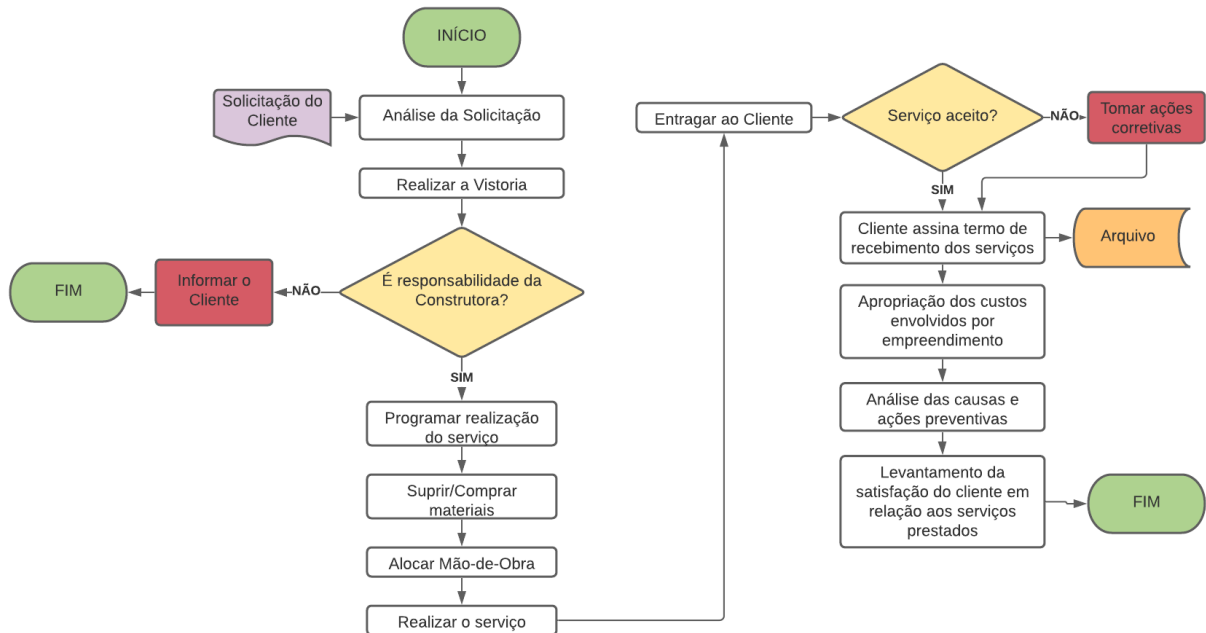 INÍCIO
Solicitação do
Cliente
Análise da Solicitação
Realizar a Vistoria
É responsabilidade da
Construtora?
NÃO
Informar o
Cliente
FIM
SIM
Programar realização
do serviço
Suprir/Comprar
materiais
Alocar Mão-de-Obra
Realizar o serviço
Entragar ao Cliente
Serviço aceito?
NÃO
Tomar ações
corretivas
SIM
Cliente assina termo de
recebimento dos serviços
Arquivo
Apropriação dos custos
envolvidos por
empreendimento
Análise das causas e
ações preventivas
Levantamento da
satisfação do cliente em
relação aos serviços
prestados
FIM